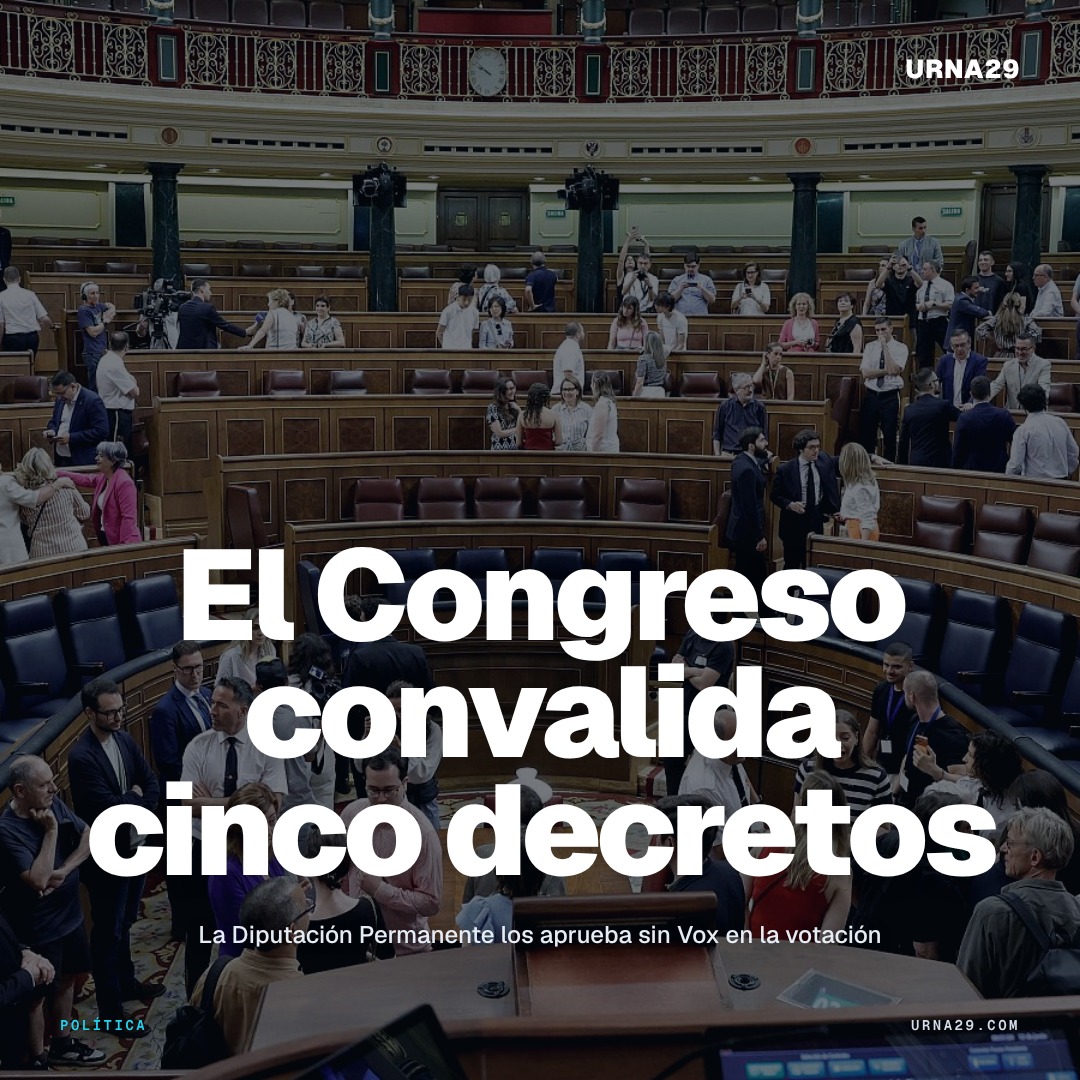 URNA29
SALIDA
El Congreso
convalida
cinco decretos
La Diputación Permanente los aprueba sin Vox en la votación
POLÍTICA
URNA29.COM